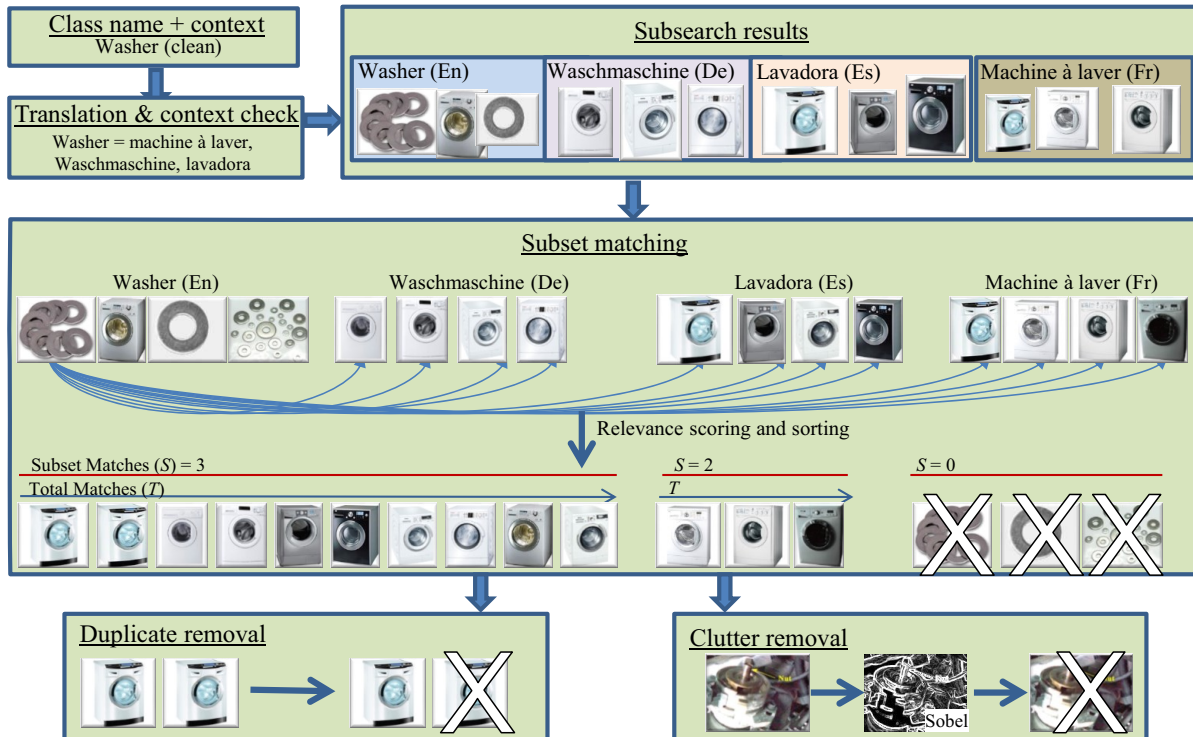 Class name + context
Washer (clean)
Translation & context check
Washer = machine à laver,
Waschmaschine, lavadora
Subsearch results
Washer (En)
Waschmaschine (De)
Lavadora (Es)
Machine à laver (Fr)
Subset matching
Washer (En)
Waschmaschine (De)
Lavadora (Es)
Machine à laver (Fr)
Relevance scoring and sorting
Subset Matches (S) = 3
S = 2
S = 0
Total Matches (T)
T
Duplicate removal
Clutter removal
Nut
Sobel